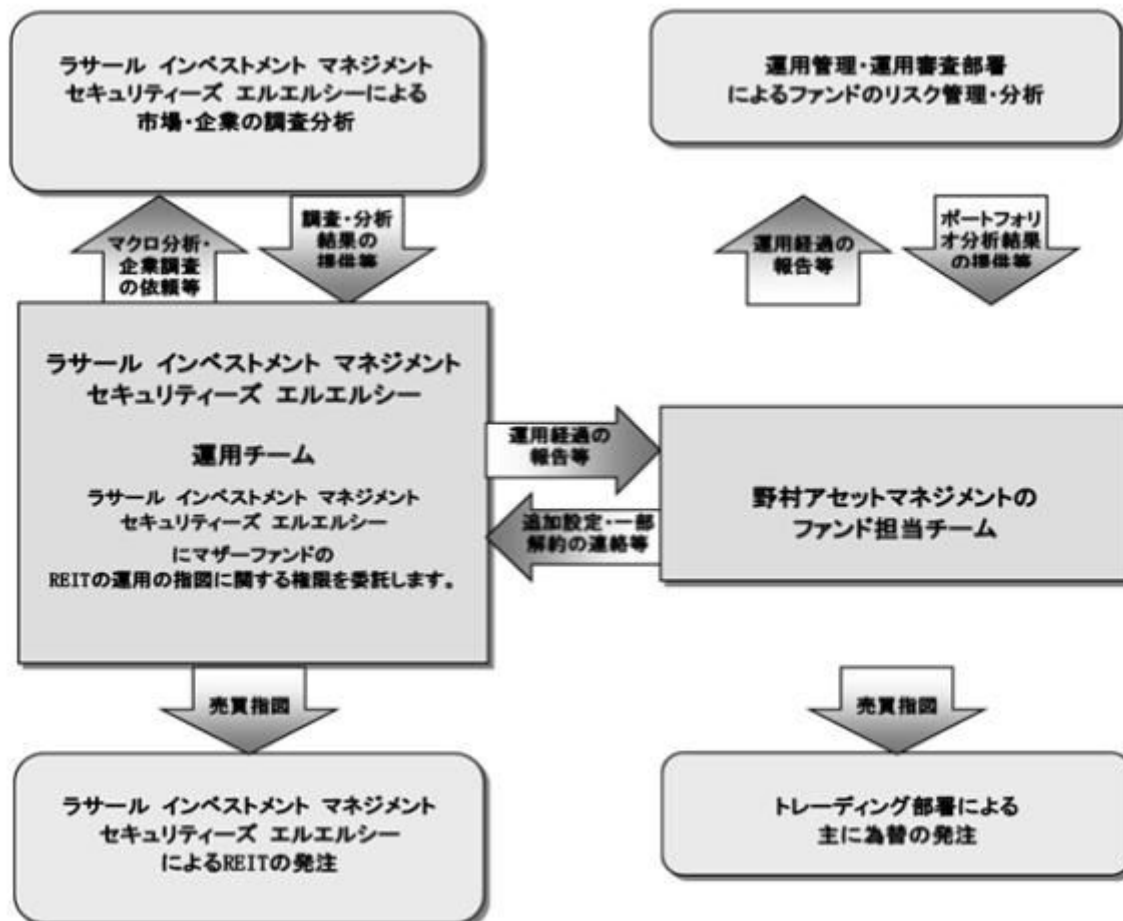 ラサール インベストメント マネジメント
セキュリティーズ エルエルシーによる
市場・企業の調査分析
運用管理・運用審査部署
によるファンドのリスク管理・分析
マクロ分析・
企業調査
の依頼等
調査・分析
結果の
提供等
運用経過の
報告等
ポートフォリ
オ分析結果
の提供等
ラサール インベストメント マネジメント
セキュリティーズ エルエルシー
運用チーム
ラサール インベストメント マネジメント
セキュリティーズ エルエルシー
にマザーファンドの
REITの運用の指図に関する権限を委託します。
運用経過の
報告等
追加設定・一部
解約の連絡等
野村アセットマネジメントの
ファンド担当チーム
売買指図
売買指図
ラサール インベストメント マネジメント
セキュリティーズ エルエルシー
によるREITの発注
トレーディング部署による
主に為替の発注